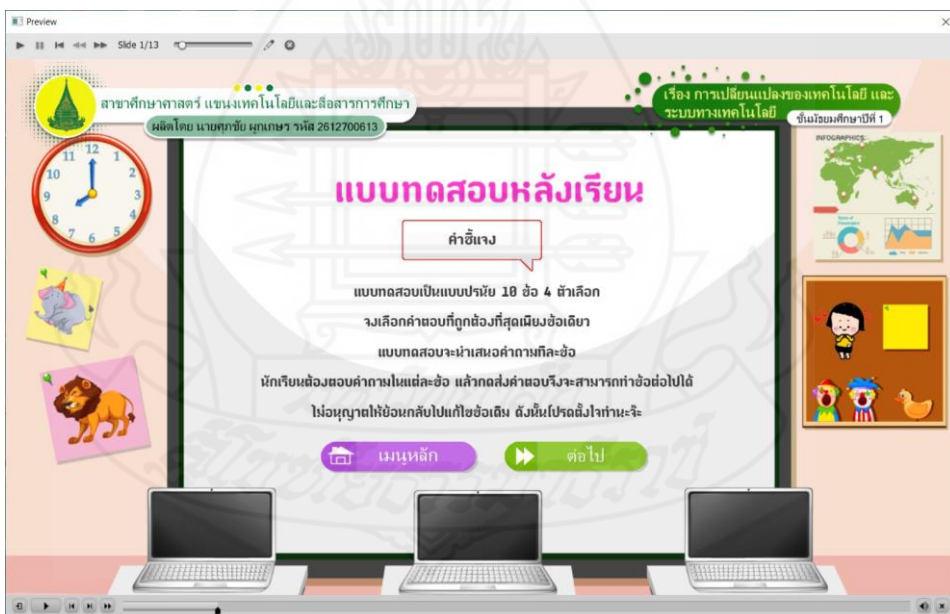 Preview
Slide 1/13
สาขาศึกษาศาสตร์ แขนงเทคโนโลยีและสื่อสารการศึกษา
ผลิตโดย นายศุภชัย ผูกเกษร รหัส 2612700613
เรื่อง การเปลี่ยนแปลงของเทคโนโลยี และ
ระบบทางเทคโนโลยี
ชั้นมัธยมศึกษาปีที่ 1
12
11
1
10
2
9
3
8
4
7
6
5
INFOGRAPHICS
แบบทดสอบหลังเรียน
คำชี้แจง
แบบทดสอบเป็นแบบปรนัย 10 ข้อ 4 ตัวเลือก
จงเลือกคำตอบที่ถูกต้องที่สุดเพียงข้อเดียว
แบบทดสอบจะนำเสนอคำถามทีละข้อ
นักเรียนต้องตอบคำถามในแต่ละข้อ แล้วกดส่งคำตอบจึงจะสามารถทำข้อต่อไปได้
ไม่อนุญาตให้ย้อนกลับไปแก้ไขข้อเดิม ดังนั้นโปรดตั้งใจทำนะจ๊ะ
เมนูหลัก
ต่อไป